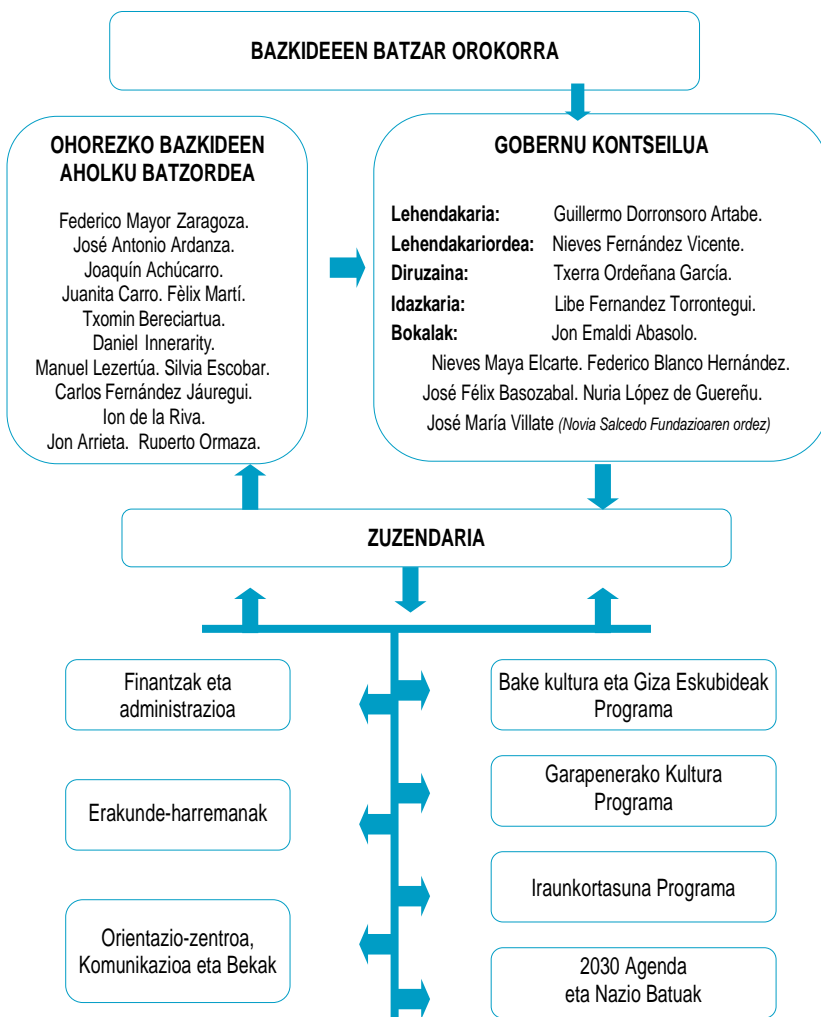 BAZKIDEEEN BATZAR OROKORRA
OHOREZKO BAZKIDEEN
AHOLKU BATZORDEA
Federico Mayor Zaragoza.
José Antonio Ardanza.
Joaquín Achúcarro.
Juanita Carro. Fèlix Martí.
Txomin Bereciartua.
Daniel Innerarity.
Manuel Lezertúa. Silvia Escobar.
Carlos Fernández Jáuregui.
Ion de la Riva.
Jon Arrieta. Ruperto Ormaza.
GOBERNU KONTSEILUA
Lehendakaria: Guillermo Dorronsoro Artabe.
Lehendakariordea: Nieves Fernández Vicente.
Diruzaina: Txerra Ordeñana García.
Idazkaria: Libe Fernandez Torrontegui.
Bokalak: Jon Emaldi Abasolo.
Nieves Maya Elcarte. Federico Blanco Hernández.
José Félix Basozabal. Nuria López de Guereñu.
José María Villate (Novia Salcedo Fundazioaren ordez)
ZUZENDARIA
Finantzak eta
administrazioa
Erakunde-harremanak
Orientazio-zentroa,
Komunikazioa eta Bekak
Bake kultura eta Giza Eskubideak
Programa
Garapenerako Kultura
Programa
Iraunkortasuna Programa
2030 Agenda
eta Nazio Batuak